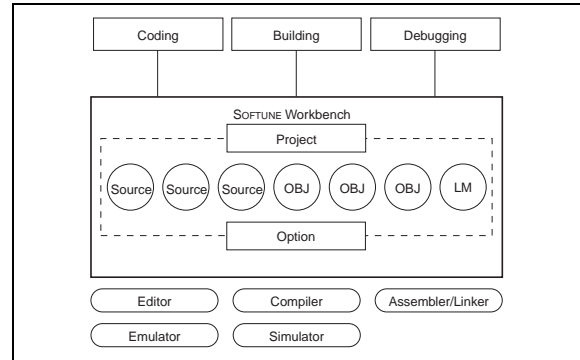 Coding Building Debugging
SOFTUNE Workbench
Project
Source Source Source OBJ OBJ OBJ LM
Option
Editor Compiler Assembler/Linker
Emulator Simulator